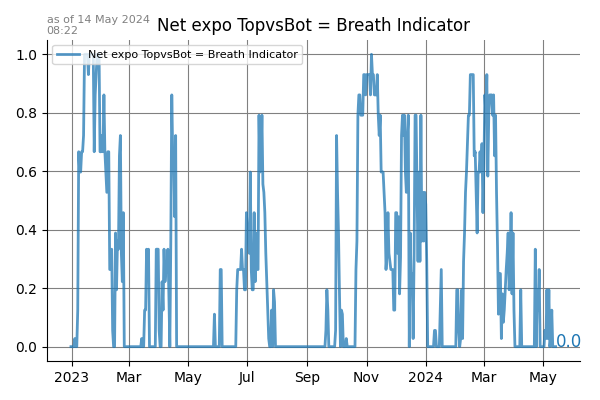 as of 14 May 2024
08:22
Net expo TopvsBot = Breath Indicator
Net expo TopvsBot = Breath Indicator
1.0
0.8
0.6
0.4
0.2
0.0
0.0
2023 Mar May Jul Sep Nov 2024 Mar May